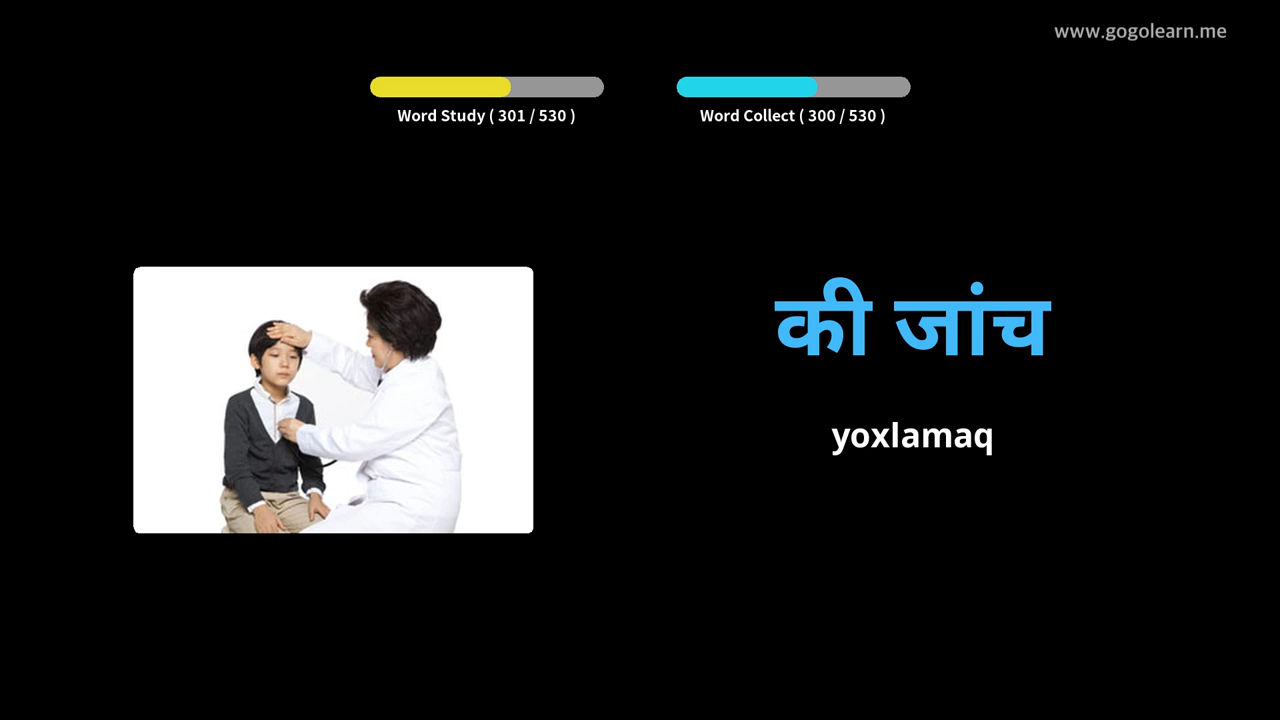 www.gogolearn.me
Word Study ( 301 / 530 )
Word Collect ( 300 / 530 )
की जांच
yoxlamaq